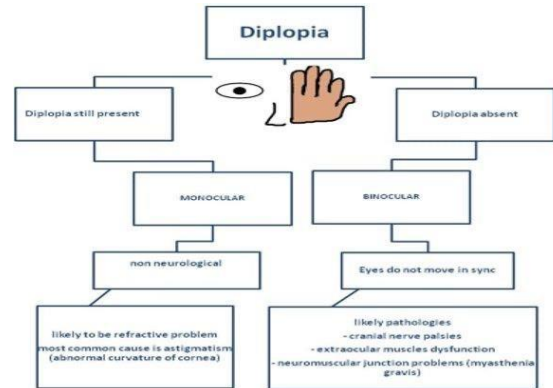 Diplopia
Diplopia still present
Diplopia absent
MONOCULAR
BINOCULAR
non neurological
Eyes do not move in sync
likely to be refractive problem
most common cause is astigmatism
(abnormal curvature of cornea)
likely pathologies
- cranial nerve palsies
- extraocular muscles dysfunction
- neuromuscular junction problems (myasthenia
gravis)